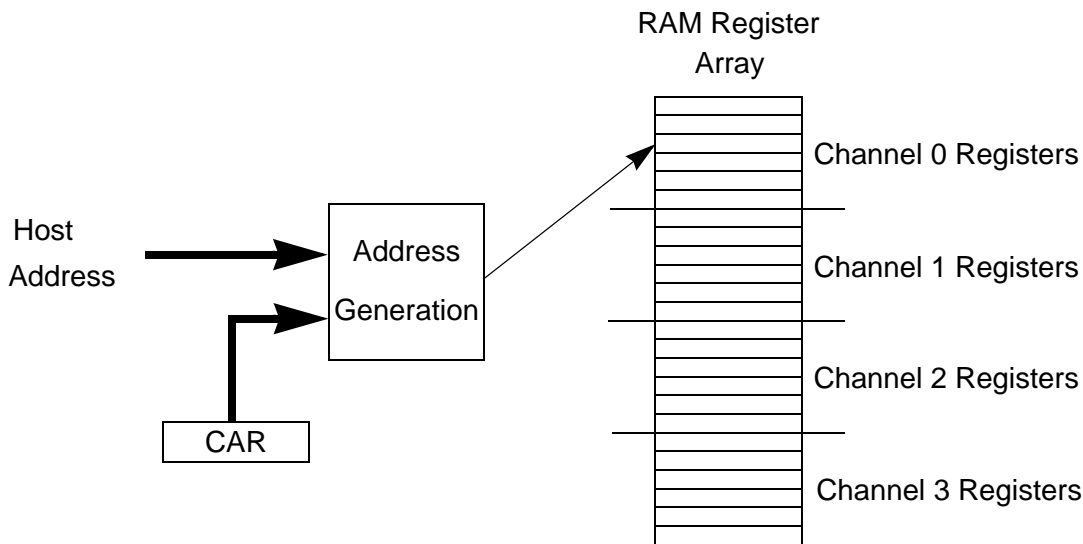 RAM Register
Array
Channel 0 Registers
Host
Address
Address
Generation
Channel 1 Registers
Channel 2 Registers
CAR
Channel 3 Registers